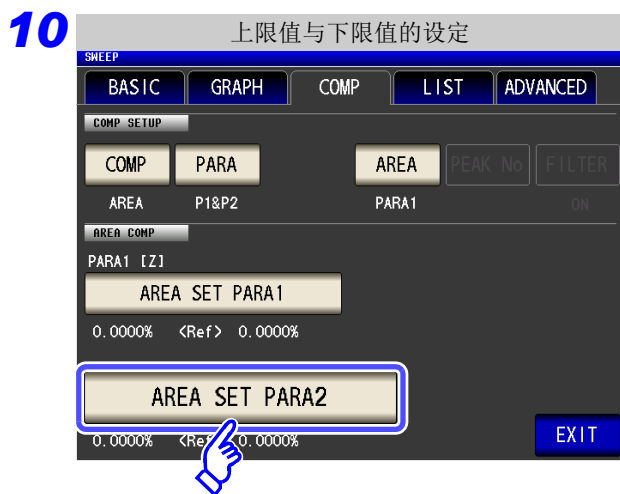 10
上限值与下限值的设定
SWEEP
BASIC GRAPH COMP LIST ADVANCED
COMP SETUP
COMP PARA AREA PEAK No FILTER
AREA P1&P2 PARA1 ON
AREA COMP
PARA1 [Z]
AREA SET PARA1
0.0000% <Ref> 0.0000%
AREA SET PARA2
0.0000% <Ref 0.0000%
EXIT